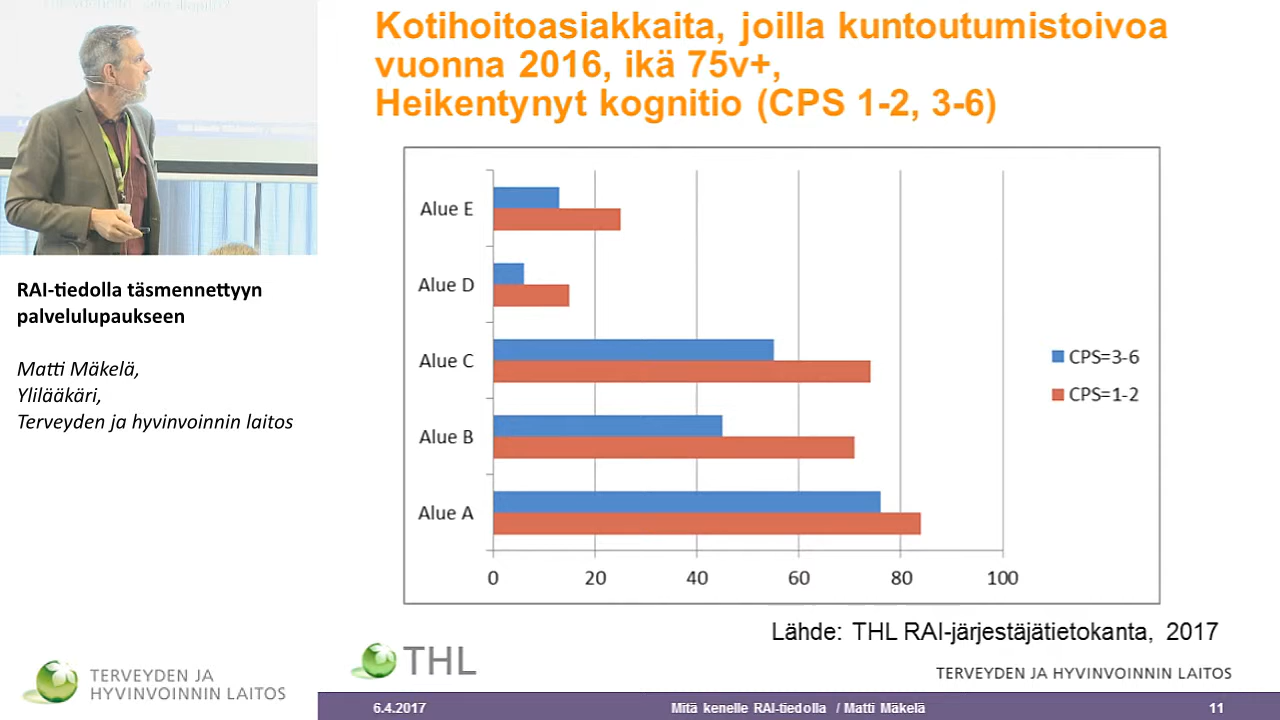 RAI-tiedolla täsmennettyyn
palvelulupaukseen
Matti Mäkelä,
Ylilääkäri,
Terveyden ja hyvinvoinnin laitos
TERVEYDEN JA
HYVINVOINNIN LAITOS
Kotihoitoasiakkaita, joilla kuntoutumistoivoa
vuonna 2016, ikä 75v+,
Heikentynyt kognitio (CPS 1-2, 3-6)
Alue E
Alue D
Alue C
Alue B
Alue A
0 20 40 60 80 100
CPS=3-6
CPS=1-2
Lähde: THL RAI-järjestäjätietokanta, 2017
THL
TERVEYDEN JA HYVINVOINNIN LAITOS
6.4.2017 Mitä kenelle RAI-tiedolla / Matti Mäkelä 11